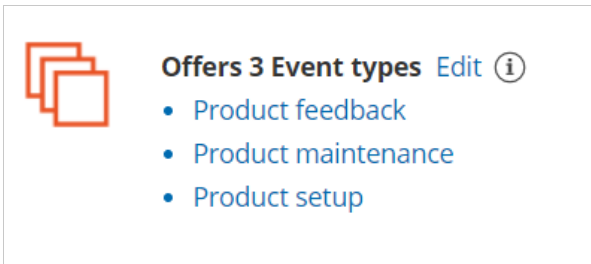 Offers 3 Event types Edit i
Product feedback
Product maintenance
Product setup